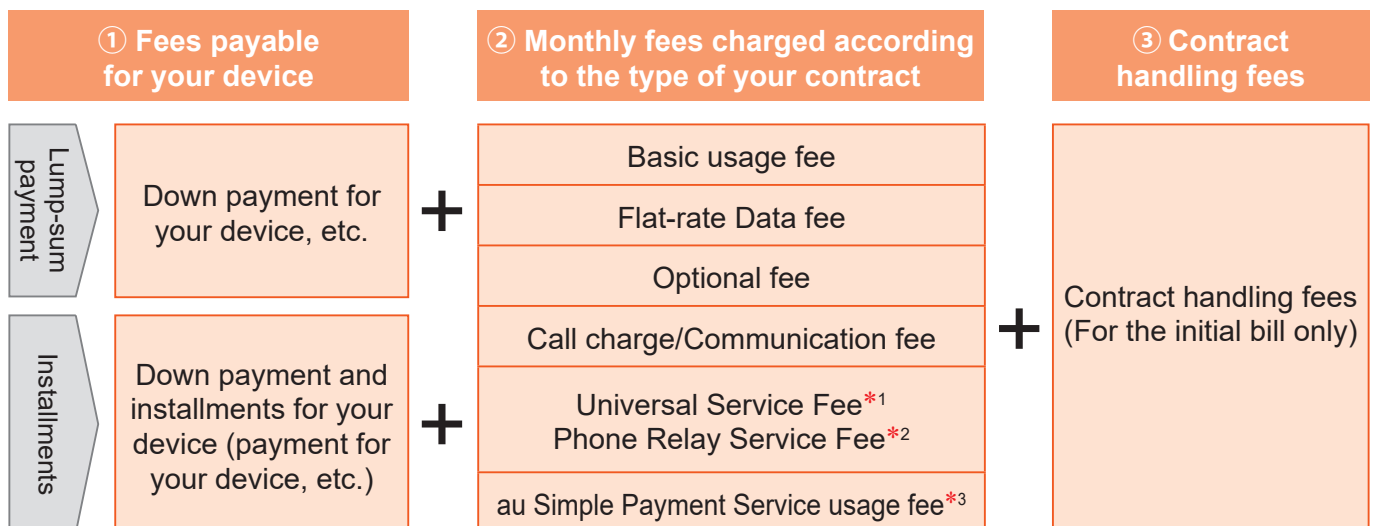 ① Fees payable
for your device
② Monthly fees charged according
to the type of your contract
③ Contract
handling fees
Lump-sum
payment
Down payment for
your device, etc.
+
Basic usage fee
Flat-rate Data fee
Optional fee
Call charge/Communication fee
Universal Service Fee*1
Phone Relay Service Fee*2
au Simple Payment Service usage fee*3
+
Contract handling fees
(For the initial bill only)
Installments
Down payment and
installments for your
device (payment for
your device, etc.)
+